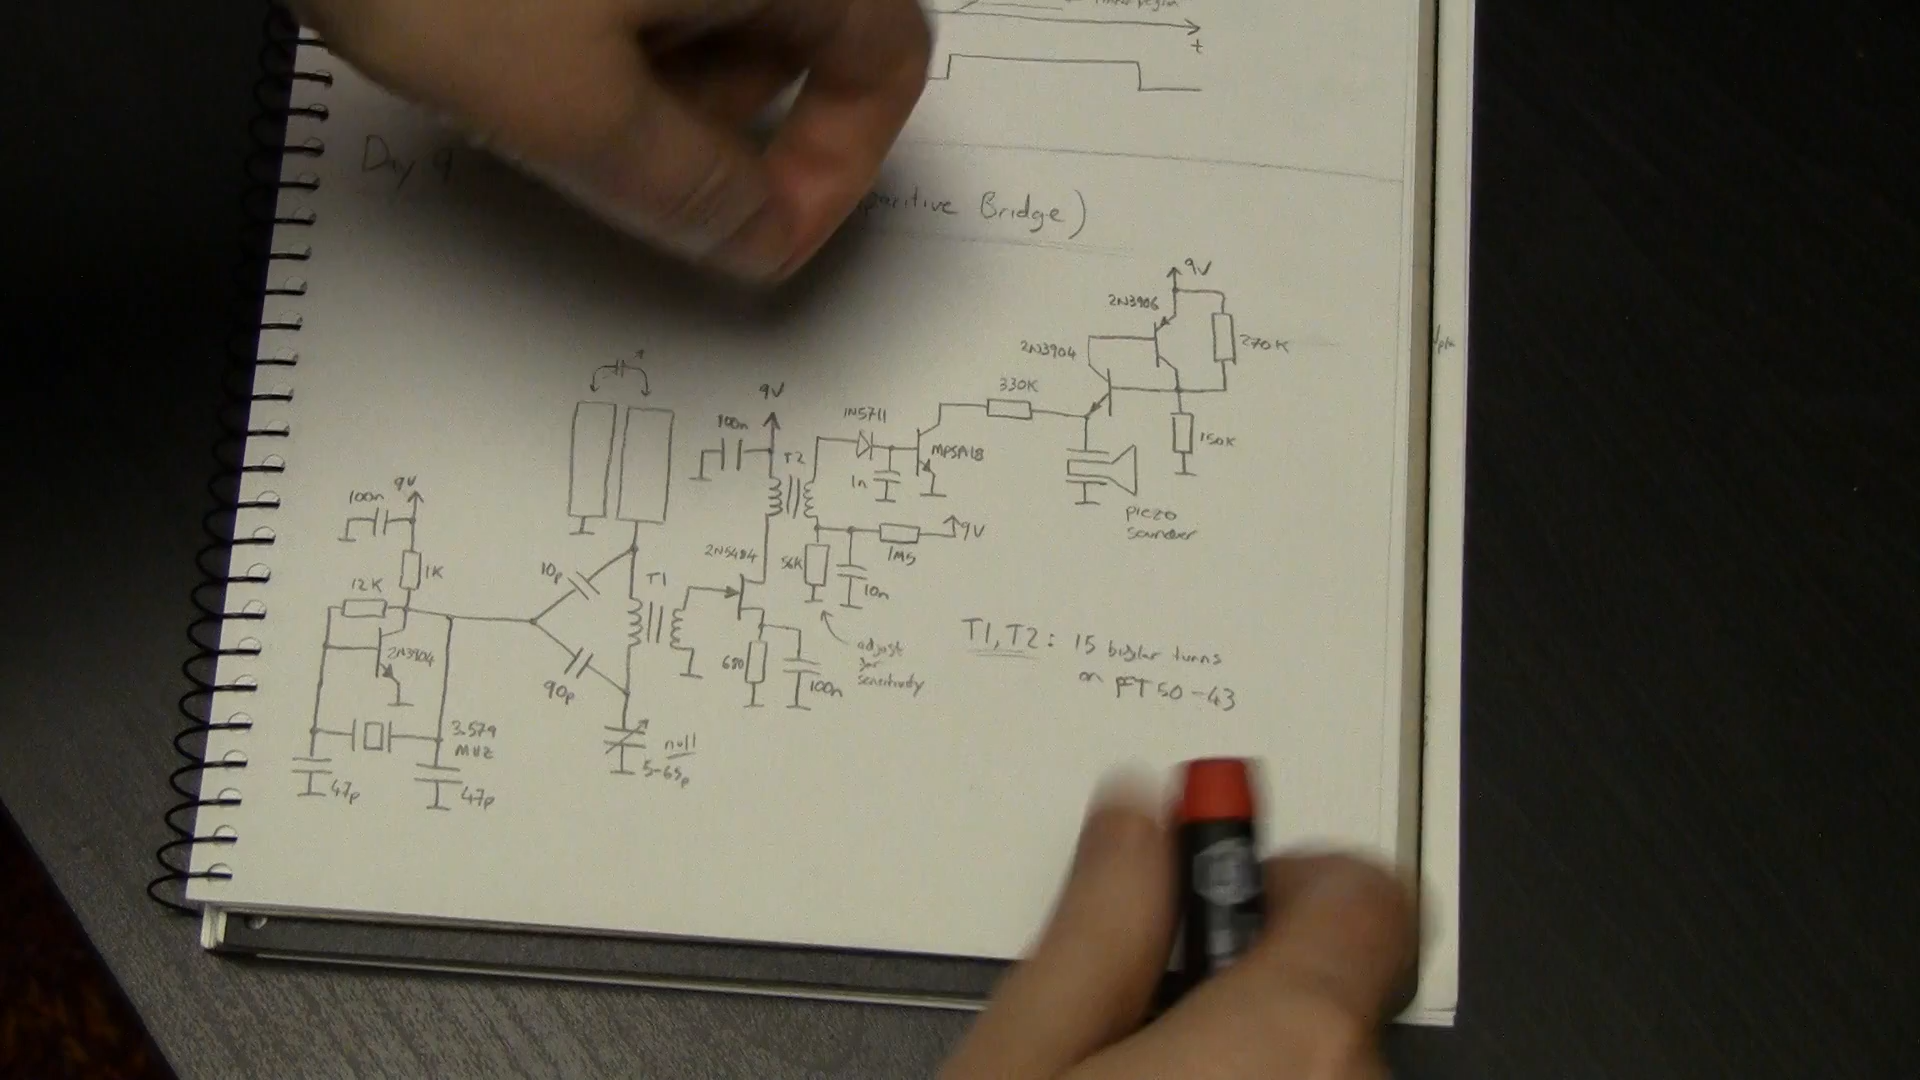 t
Day 9
Bridge)
9V
2N3906
270K
2N3904
330K
9V
1N5711
100n
T2
MPSA18
150K
1n
9V
100n
piezo
sounder
9V
2N5484
56K
1M5
10p
T1
1K
12K
10n
T1, T2: 15 bifilar turns
on FT50-43
2N3904
680
adjust
for
sensitivity
90p
100n
3.579
MHZ
null
5-65p
47p
47p